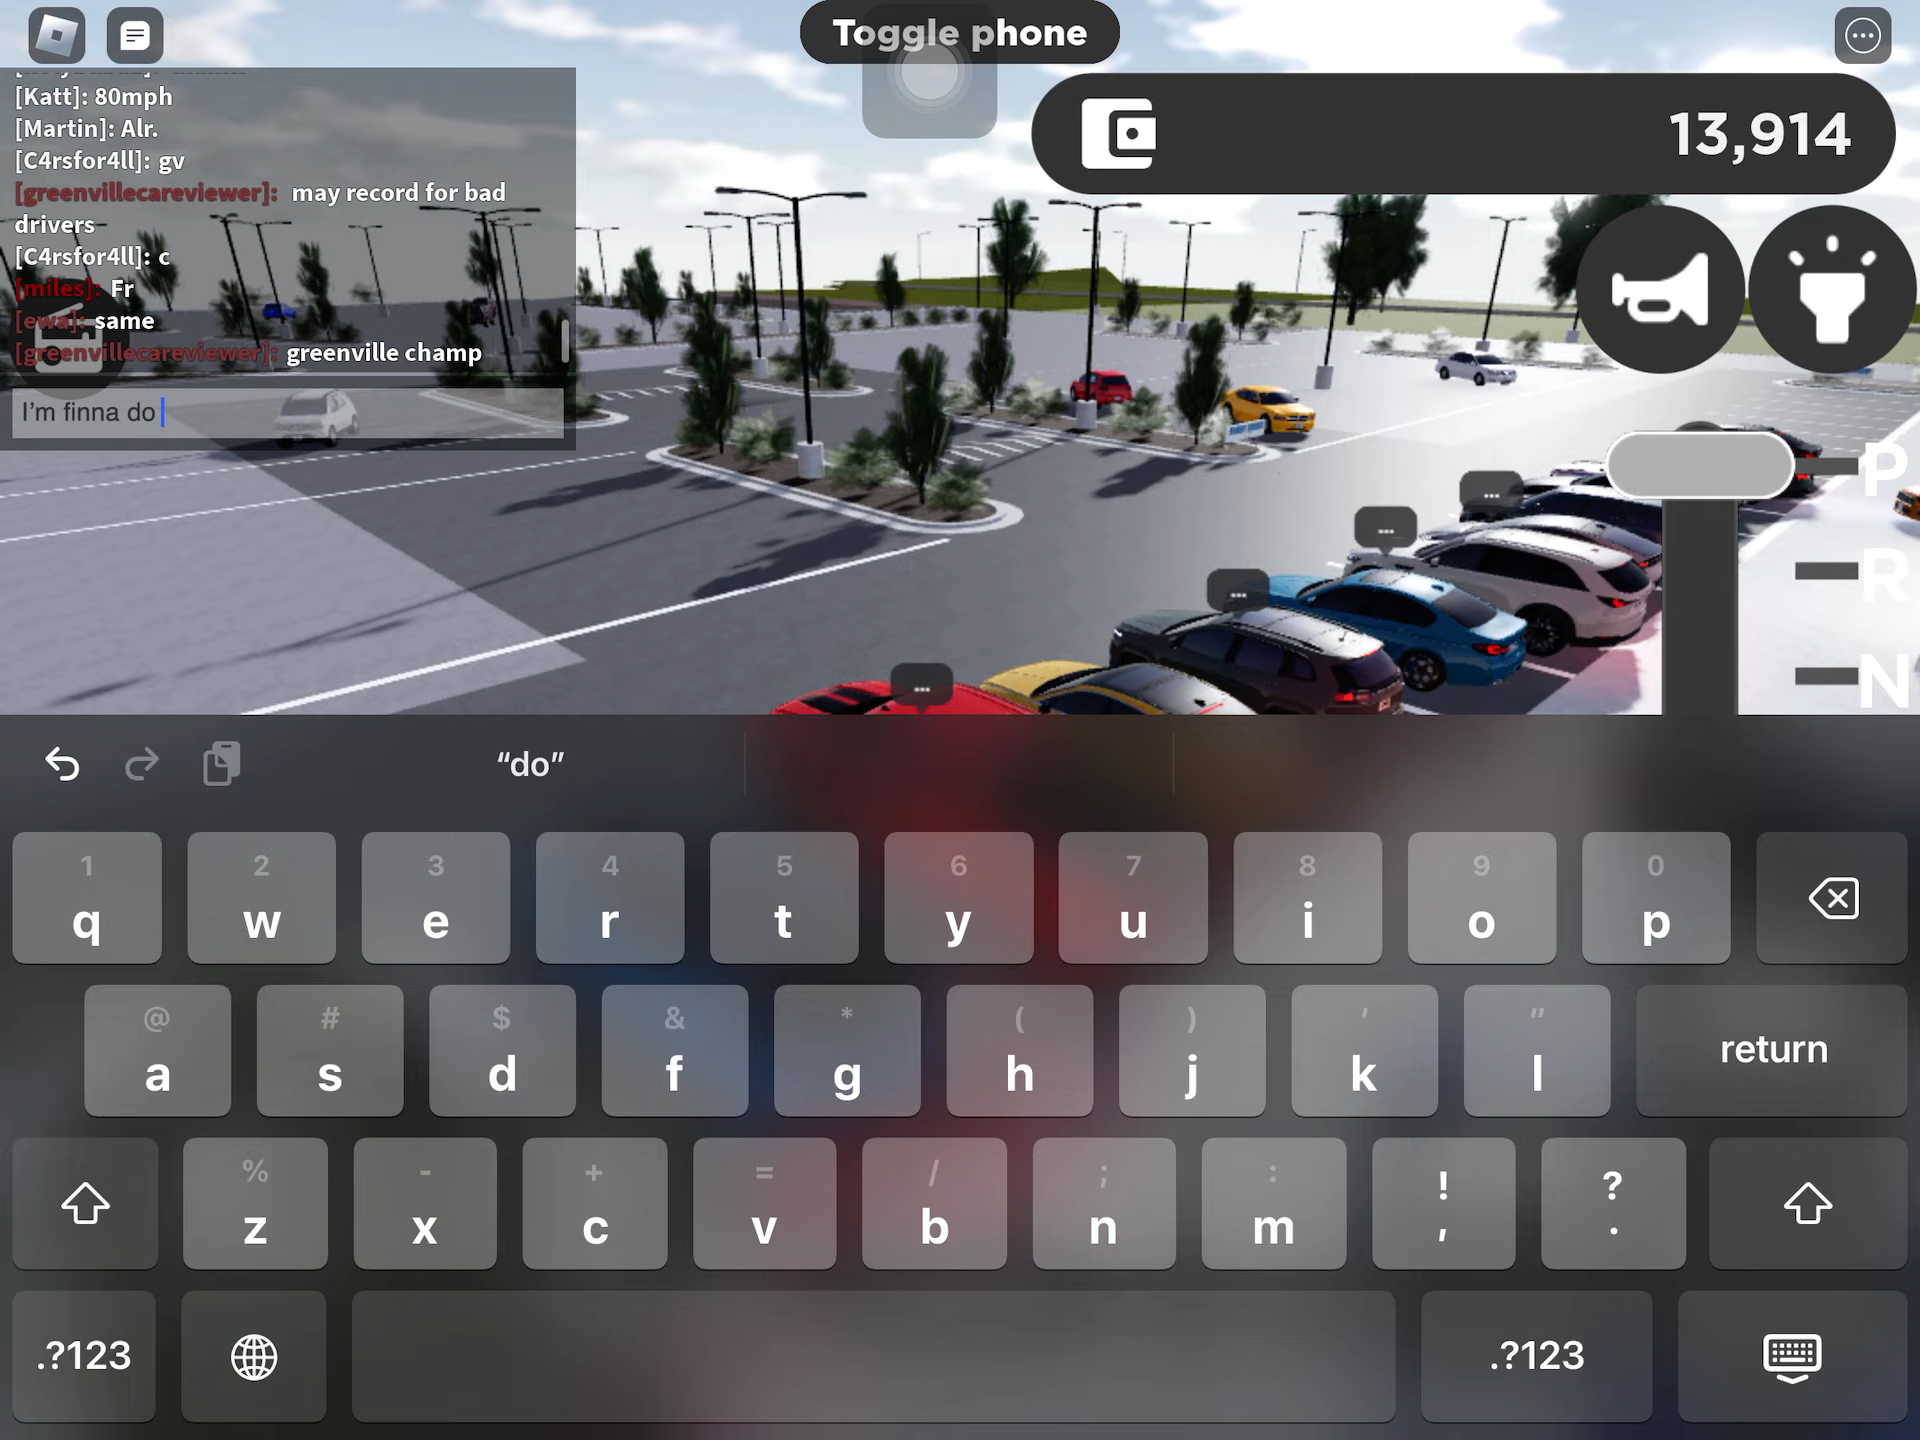 Toggle phone
13,914
[Katt]: 80mph
[Martin]: Alr.
[C4rsfor4ll]: gv
[greenvillecareviewer]: may record for bad
drivers
[C4rsfor4ll]: c
[miles]: Fr
[ewa]: same
[greenvillecareviewer]: greenville champ
I'm finna do
P
R
N
“do”
1 2 3 4 5 6 7 8 9 0
q w e r t y u i o p
@ # $ & * ( ) ' "
a s d f g h j k l return
% - + = / ; : ! ?
z x c v b n m , .
.?123 .?123